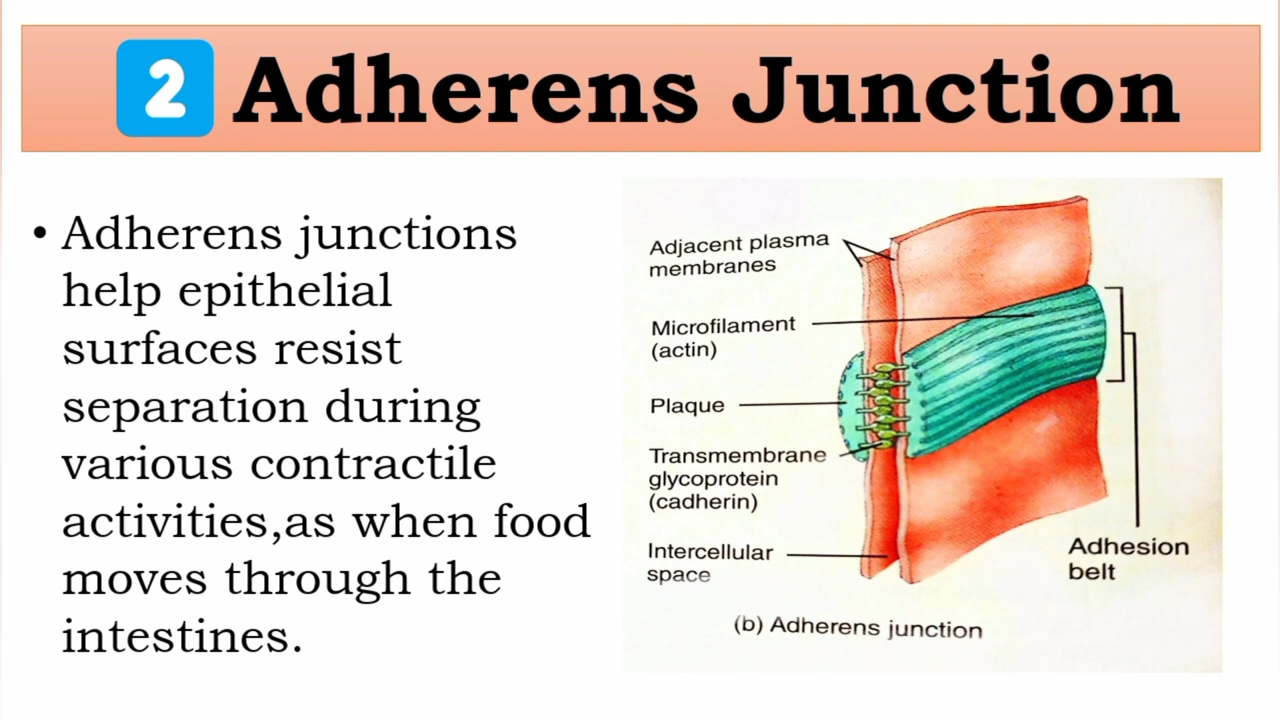 2 Adherens Junction
• Adherens junctions
help epithelial
surfaces resist
separation during
various contractile
activities,as when food
moves through the
intestines.
Adjacent plasma
membranes
Microfilament
(actin)
Plaque
Transmembrane
glycoprotein
(cadherin)
Intercellular
space
Adhesion
belt
(b) Adherens junction